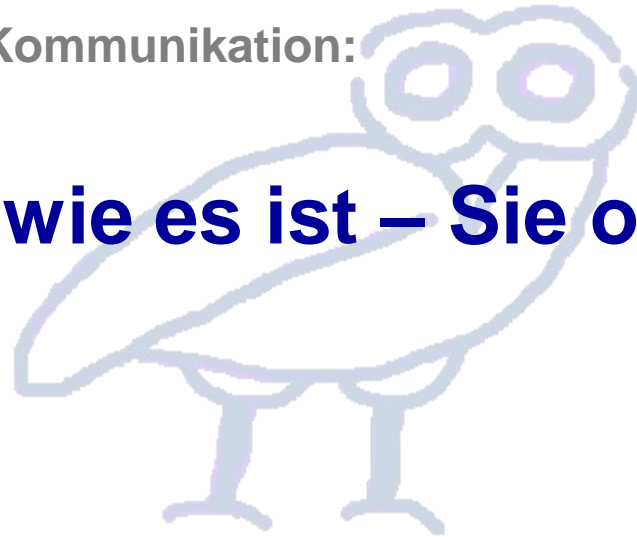 Kommunikation:
wie es ist – Sie o